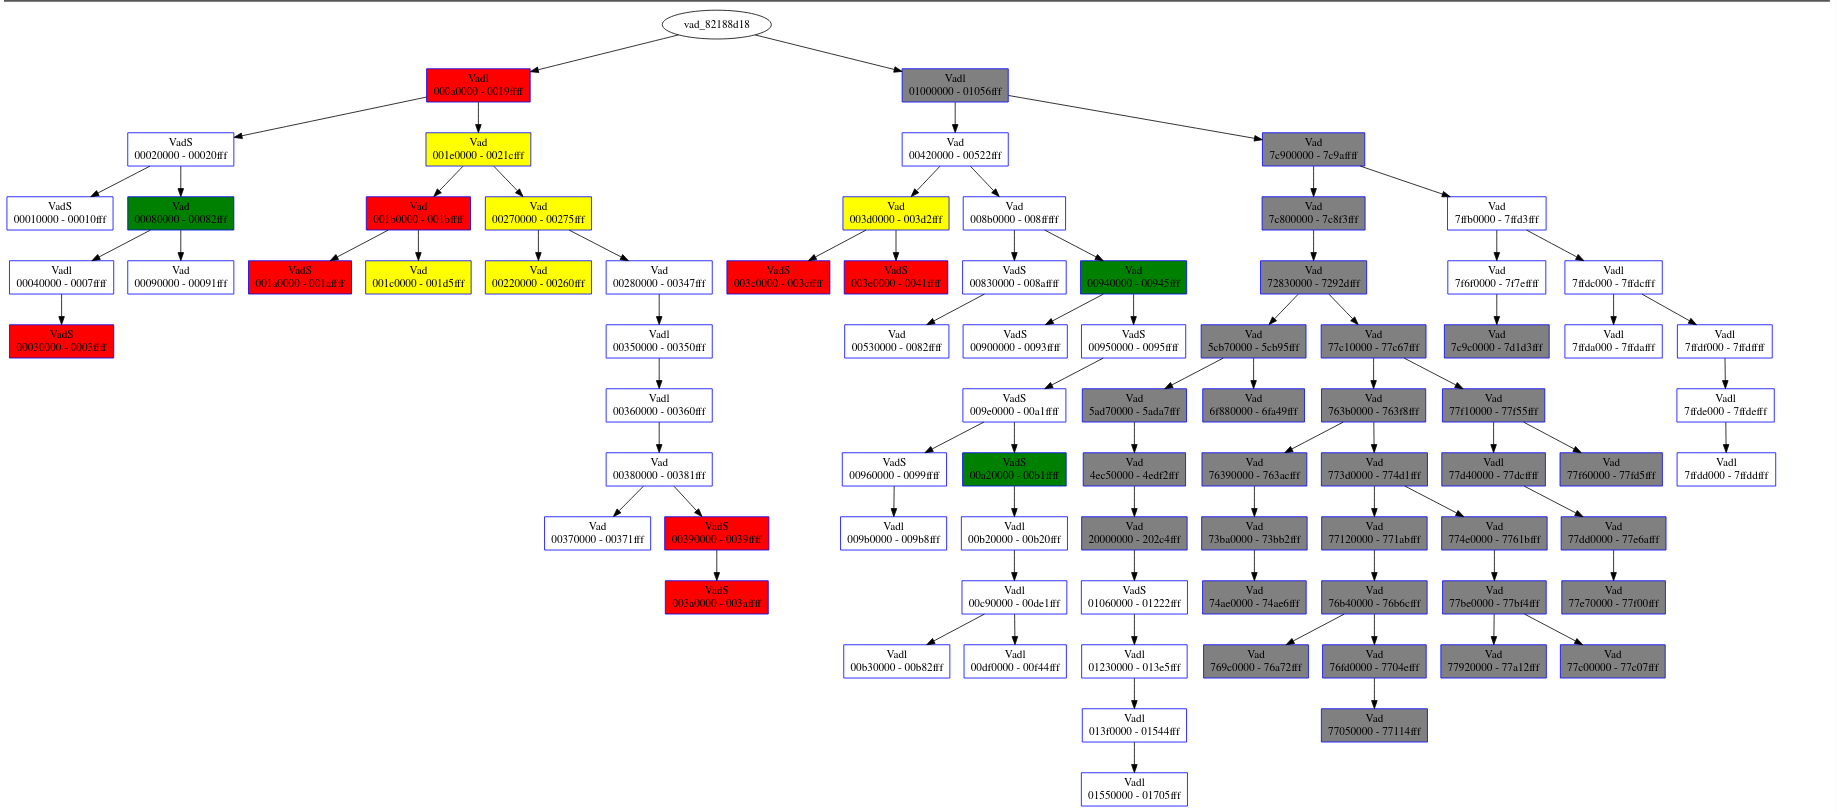 vad_82188d18
Vadl
000a0000 - 0019ffff
Vadl
01000000 - 01056fff
VadS
00020000 - 00020fff
Vad
001e0000 - 0021cfff
Vad
00420000 - 00522fff
Vad
7c900000 - 7c9affff
VadS
00010000 - 00010fff
Vad
00080000 - 00082fff
Vad
001b0000 - 001bffff
Vad
00270000 - 00275fff
Vad
003d0000 - 003d2fff
Vad
008b0000 - 008fffff
Vad
7c800000 - 7c8f3fff
Vad
7ffb0000 - 7ffd3fff
Vadl
00040000 - 0007ffff
Vad
00090000 - 00091fff
VadS
001a0000 - 001affff
Vad
001c0000 - 001d5fff
Vad
00220000 - 00260fff
Vad
00280000 - 00347fff
VadS
003c0000 - 003cffff
VadS
003e0000 - 0041ffff
VadS
00830000 - 008affff
Vad
00940000 - 00945fff
Vad
72830000 - 7292dfff
Vad
7f6f0000 - 7f7effff
Vadl
7ffdc000 - 7ffdcfff
VadS
00030000 - 0003ffff
Vadl
00350000 - 00350fff
Vad
00530000 - 0082ffff
VadS
00900000 - 0093ffff
VadS
00950000 - 0095ffff
Vad
5cb70000 - 5cb95fff
Vad
77c10000 - 77c67fff
Vad
7c9c0000 - 7d1d3fff
Vadl
7ffda000 - 7ffdafff
Vadl
7ffdf000 - 7ffdffff
Vadl
00360000 - 00360fff
VadS
009e0000 - 00a1ffff
Vad
5ad70000 - 5ada7fff
Vad
6f880000 - 6fa49fff
Vad
763b0000 - 763f8fff
Vad
77f10000 - 77f55fff
Vadl
7ffde000 - 7ffdefff
Vad
00380000 - 00381fff
VadS
00960000 - 0099ffff
VadS
00a20000 - 00b1ffff
Vad
4ec50000 - 4edf2fff
Vad
76390000 - 763acfff
Vad
773d0000 - 774d1fff
Vadl
77d40000 - 77dcffff
Vad
77f60000 - 77fd5fff
Vadl
7ffdd000 - 7ffddfff
Vad
00370000 - 00371fff
VadS
00390000 - 0039ffff
Vadl
009b0000 - 009b8fff
Vadl
00b20000 - 00b20fff
Vad
20000000 - 202c4fff
Vad
73ba0000 - 73bb2fff
Vad
77120000 - 771abfff
Vad
774e0000 - 7761bfff
Vad
77dd0000 - 77e6afff
VadS
003a0000 - 003affff
Vadl
00c90000 - 00de1fff
VadS
01060000 - 01222fff
Vad
74ae0000 - 74ae6fff
Vad
76b40000 - 76b6cfff
Vad
77be0000 - 77bf4fff
Vad
77e70000 - 77f00fff
Vadl
00b30000 - 00b82fff
Vadl
00df0000 - 00f44fff
Vadl
01230000 - 013e5fff
Vad
769c0000 - 76a72fff
Vad
76fd0000 - 7704efff
Vad
77920000 - 77a12fff
Vad
77c00000 - 77c07fff
Vadl
013f0000 - 01544fff
Vad
77050000 - 77114fff
Vadl
01550000 - 01705fff